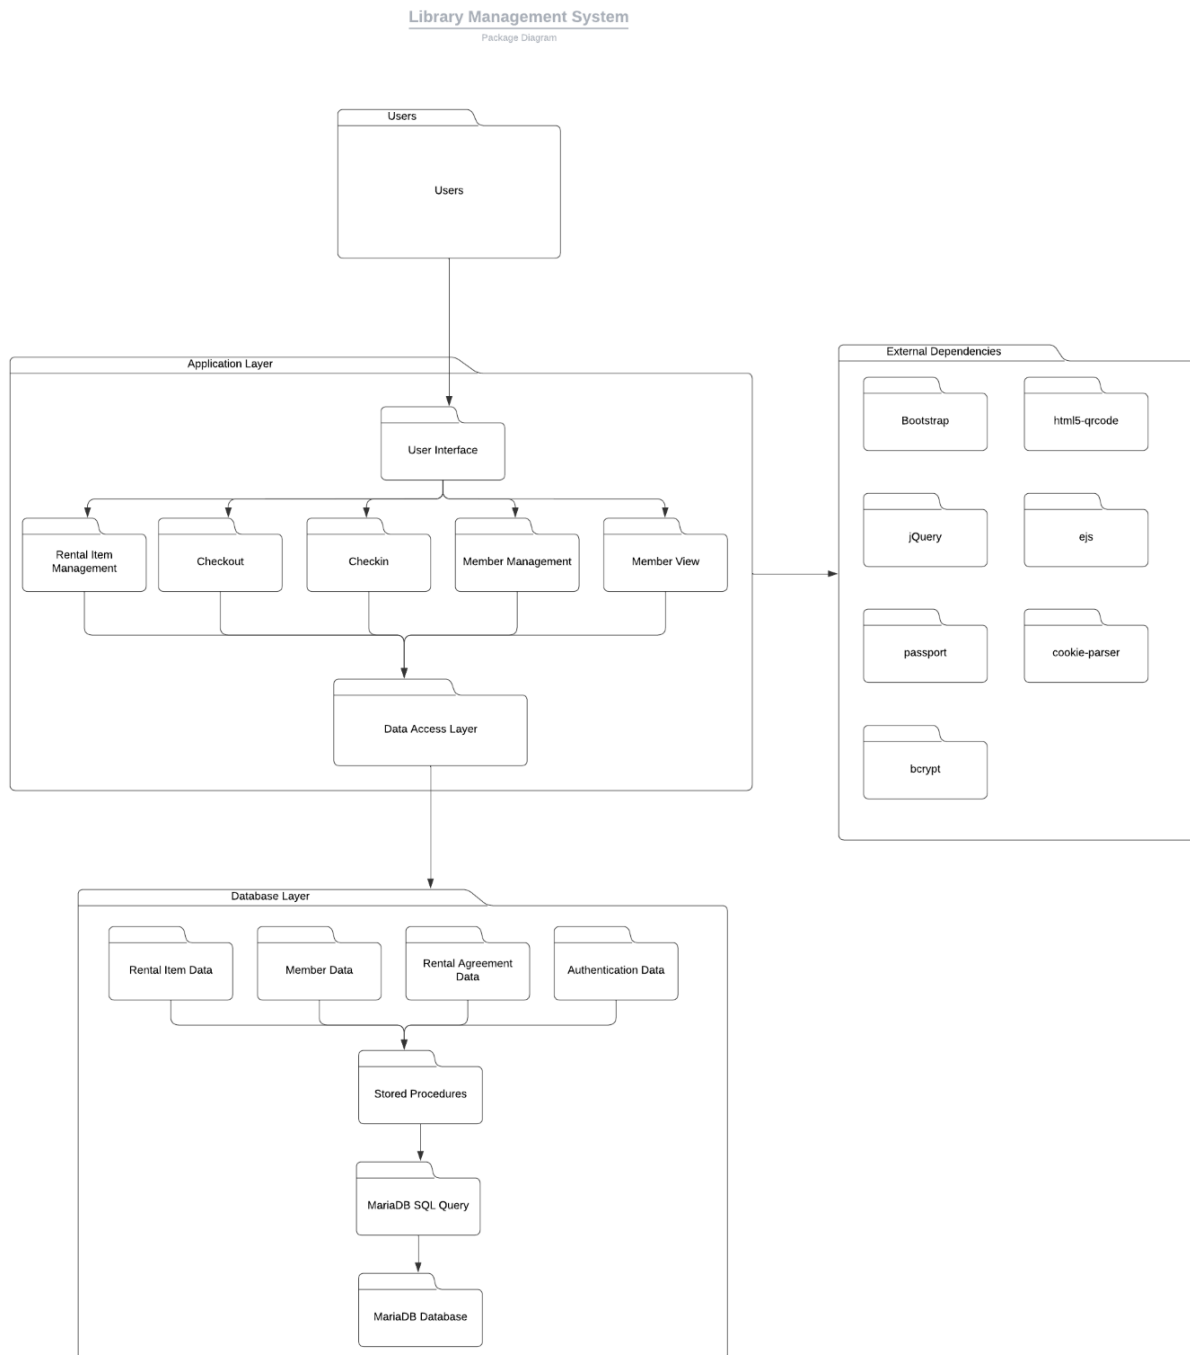 Library Management System
Package Diagram
Users
Users
Application Layer
User Interface
Rental Item
Management
Checkout
Checkin
Member Management
Member View
Data Access Layer
External Dependencies
Bootstrap
html5-qrcode
jQuery
ejs
passport
cookie-parser
bcrypt
Database Layer
Rental Item Data
Member Data
Rental Agreement
Data
Authentication Data
Stored Procedures
MariaDB SQL Query
MariaDB Database